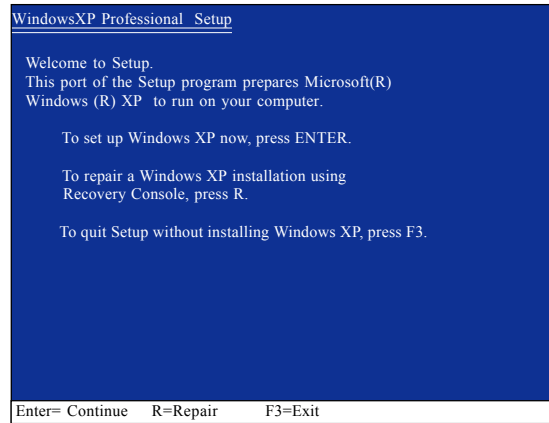 WindowsXP Professional Setup
Welcome to Setup.
This port of the Setup program prepares Microsoft(R)
Windows (R) XP to run on your computer.
To set up Windows XP now, press ENTER.
To repair a Windows XP installation using
Recovery Console, press R.
To quit Setup without installing Windows XP, press F3.
Enter= Continue R=Repair F3=Exit